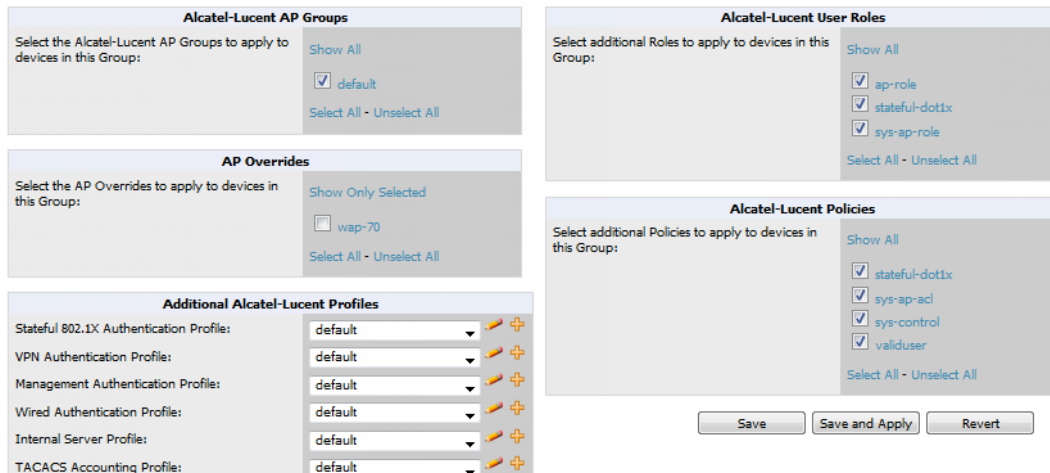 Alcatel-Lucent AP Groups
Select the Alcatel-Lucent AP Groups to apply to
devices in this Group:
Show All
default
Select All - Unselect All
AP Overrides
Select the AP Overrides to apply to devices in
this Group:
Show Only Selected
wap-70
Select All - Unselect All
Additional Alcatel-Lucent Profiles
Stateful 802.1X Authentication Profile: default
VPN Authentication Profile: default
Management Authentication Profile: default
Wired Authentication Profile: default
Internal Server Profile: default
TACACS Accounting Profile: default
Alcatel-Lucent User Roles
Select additional Roles to apply to devices in this
Group:
Show All
ap-role
stateful-dot1x
sys-ap-role
Select All - Unselect All
Alcatel-Lucent Policies
Select additional Policies to apply to devices in
this Group:
Show All
stateful-dot1x
sys-ap-acl
sys-control
validuser
Select All - Unselect All
Save Save and Apply Revert